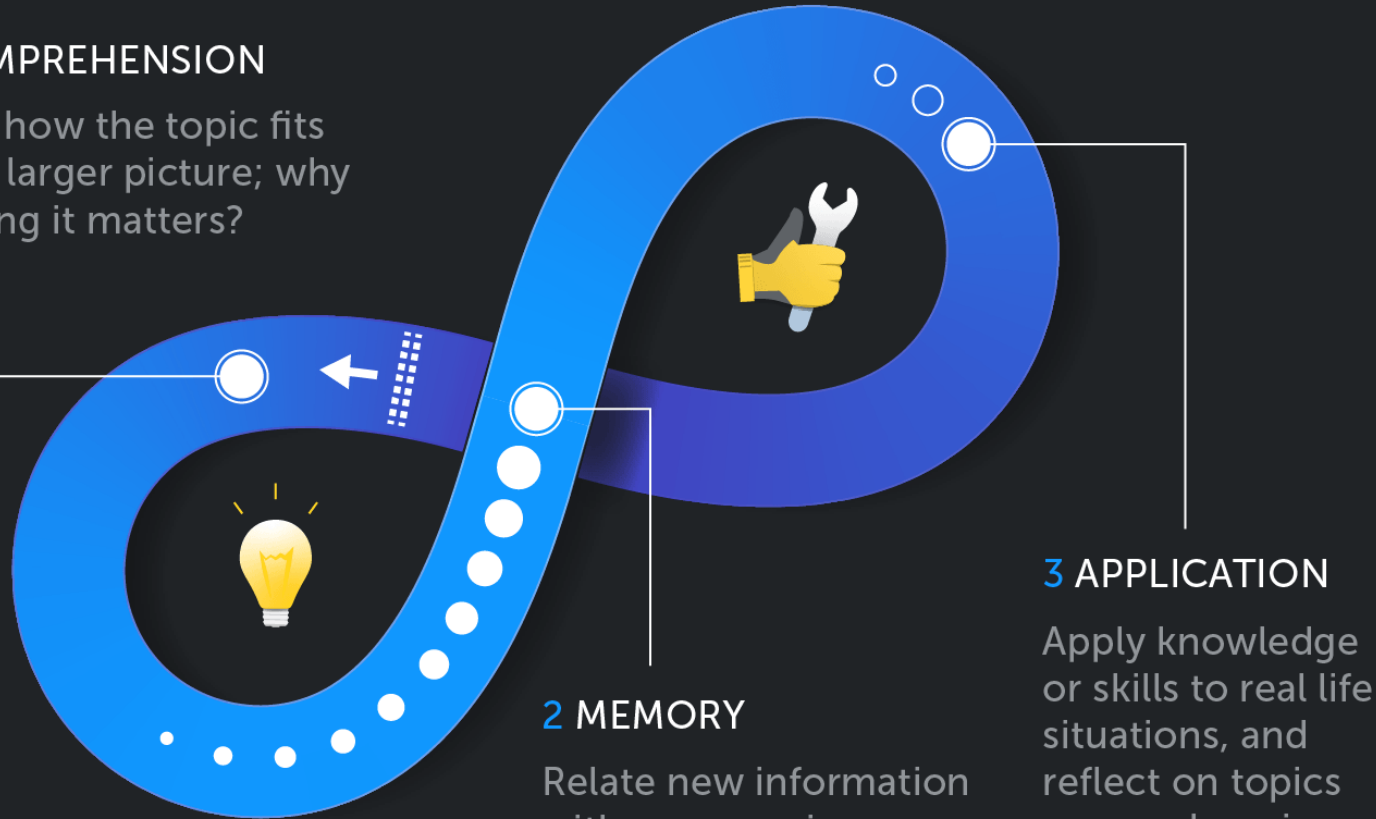 MPREHENSION
how the topic fits
larger picture; why
ng it matters?
2 MEMORY
Relate new information
3 APPLICATION
Apply knowledge
or skills to real life
situations, and
reflect on topics